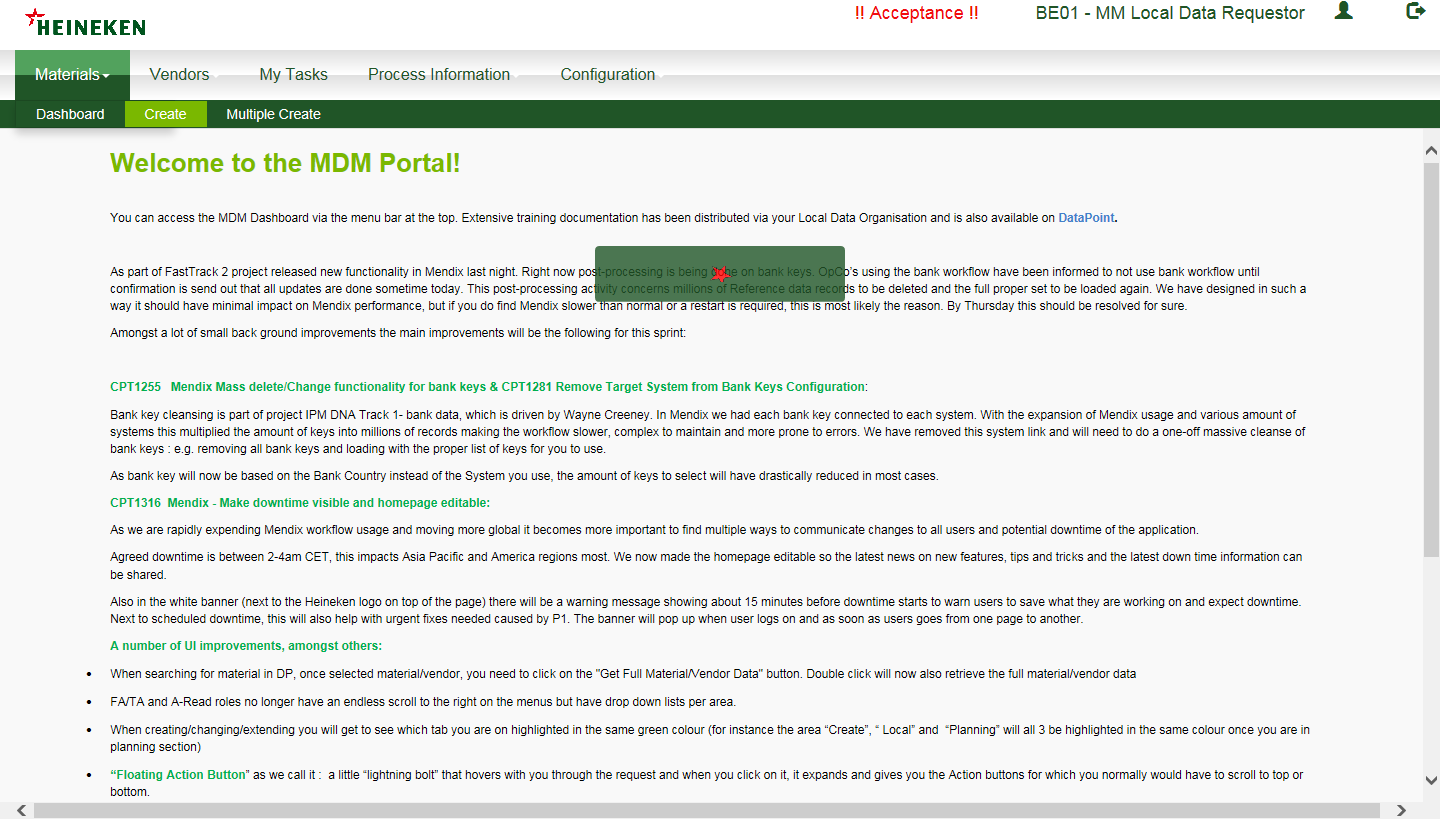 HEINEKEN
!! Acceptance !!
BE01 - MM Local Data Requestor
Materials
Vendors
My Tasks
Process Information
Configuration
Dashboard
Create
Multiple Create
Welcome to the MDM Portal!
You can access the MDM Dashboard via the menu bar at the top. Extensive training documentation has been distributed via your Local Data Organisation and is also available on DataPoint.
As part of FastTrack 2 project released new functionality in Mendix last night. Right now post-processing is being done on bank keys. OpCo's using the bank workflow have been informed to not use bank workflow until
confirmation is send out that all updates are done sometime today. This post-processing activity concerns millions of Reference data records to be deleted and the full proper set to be loaded again. We have designed in such a
way it should have minimal impact on Mendix performance, but if you do find Mendix slower than normal or a restart is required, this is most likely the reason. By Thursday this should be resolved for sure.
Amongst a lot of small back ground improvements the main improvements will be the following for this sprint:
CPT1255   Mendix Mass delete/Change functionality for bank keys & CPT1281 Remove Target System from Bank Keys Configuration:
Bank key cleansing is part of project IPM DNA Track 1- bank data, which is driven by Wayne Creeney. In Mendix we had each bank key connected to each system. With the expansion of Mendix usage and various amount of
systems this multiplied the amount of keys into millions of records making the workflow slower, complex to maintain and more prone to errors. We have removed this system link and will need to do a one-off massive cleanse of
bank keys : e.g. removing all bank keys and loading with the proper list of keys for you to use.
As bank key will now be based on the Bank Country instead of the System you use, the amount of keys to select will have drastically reduced in most cases.
CPT1316  Mendix - Make downtime visible and homepage editable:
As we are rapidly expending Mendix workflow usage and moving more global it becomes more important to find multiple ways to communicate changes to all users and potential downtime of the application.
Agreed downtime is between 2-4am CET, this impacts Asia Pacific and America regions most. We now made the homepage editable so the latest news on new features, tips and tricks and the latest down time information can
be shared.
Also in the white banner (next to the Heineken logo on top of the page) there will be a warning message showing about 15 minutes before downtime starts to warn users to save what they are working on and expect downtime.
Next to scheduled downtime, this will also help with urgent fixes needed caused by P1. The banner will pop up when user logs on and as soon as users goes from one page to another.
A number of UI improvements, amongst others:
• When searching for material in DP, once selected material/vendor, you need to click on the "Get Full Material/Vendor Data" button. Double click will now also retrieve the full material/vendor data
• FA/TA and A-Read roles no longer have an endless scroll to the right on the menus but have drop down lists per area.
• When creating/changing/extending you will get to see which tab you are on highlighted in the same green colour (for instance the area “Create”, “ Local” and  “Planning” will all 3 be highlighted in the same colour once you are in
planning section)
• “Floating Action Button” as we call it :  a little “lightning bolt” that hovers with you through the request and when you click on it, it expands and gives you the Action buttons for which you normally would have to scroll to top or
bottom.